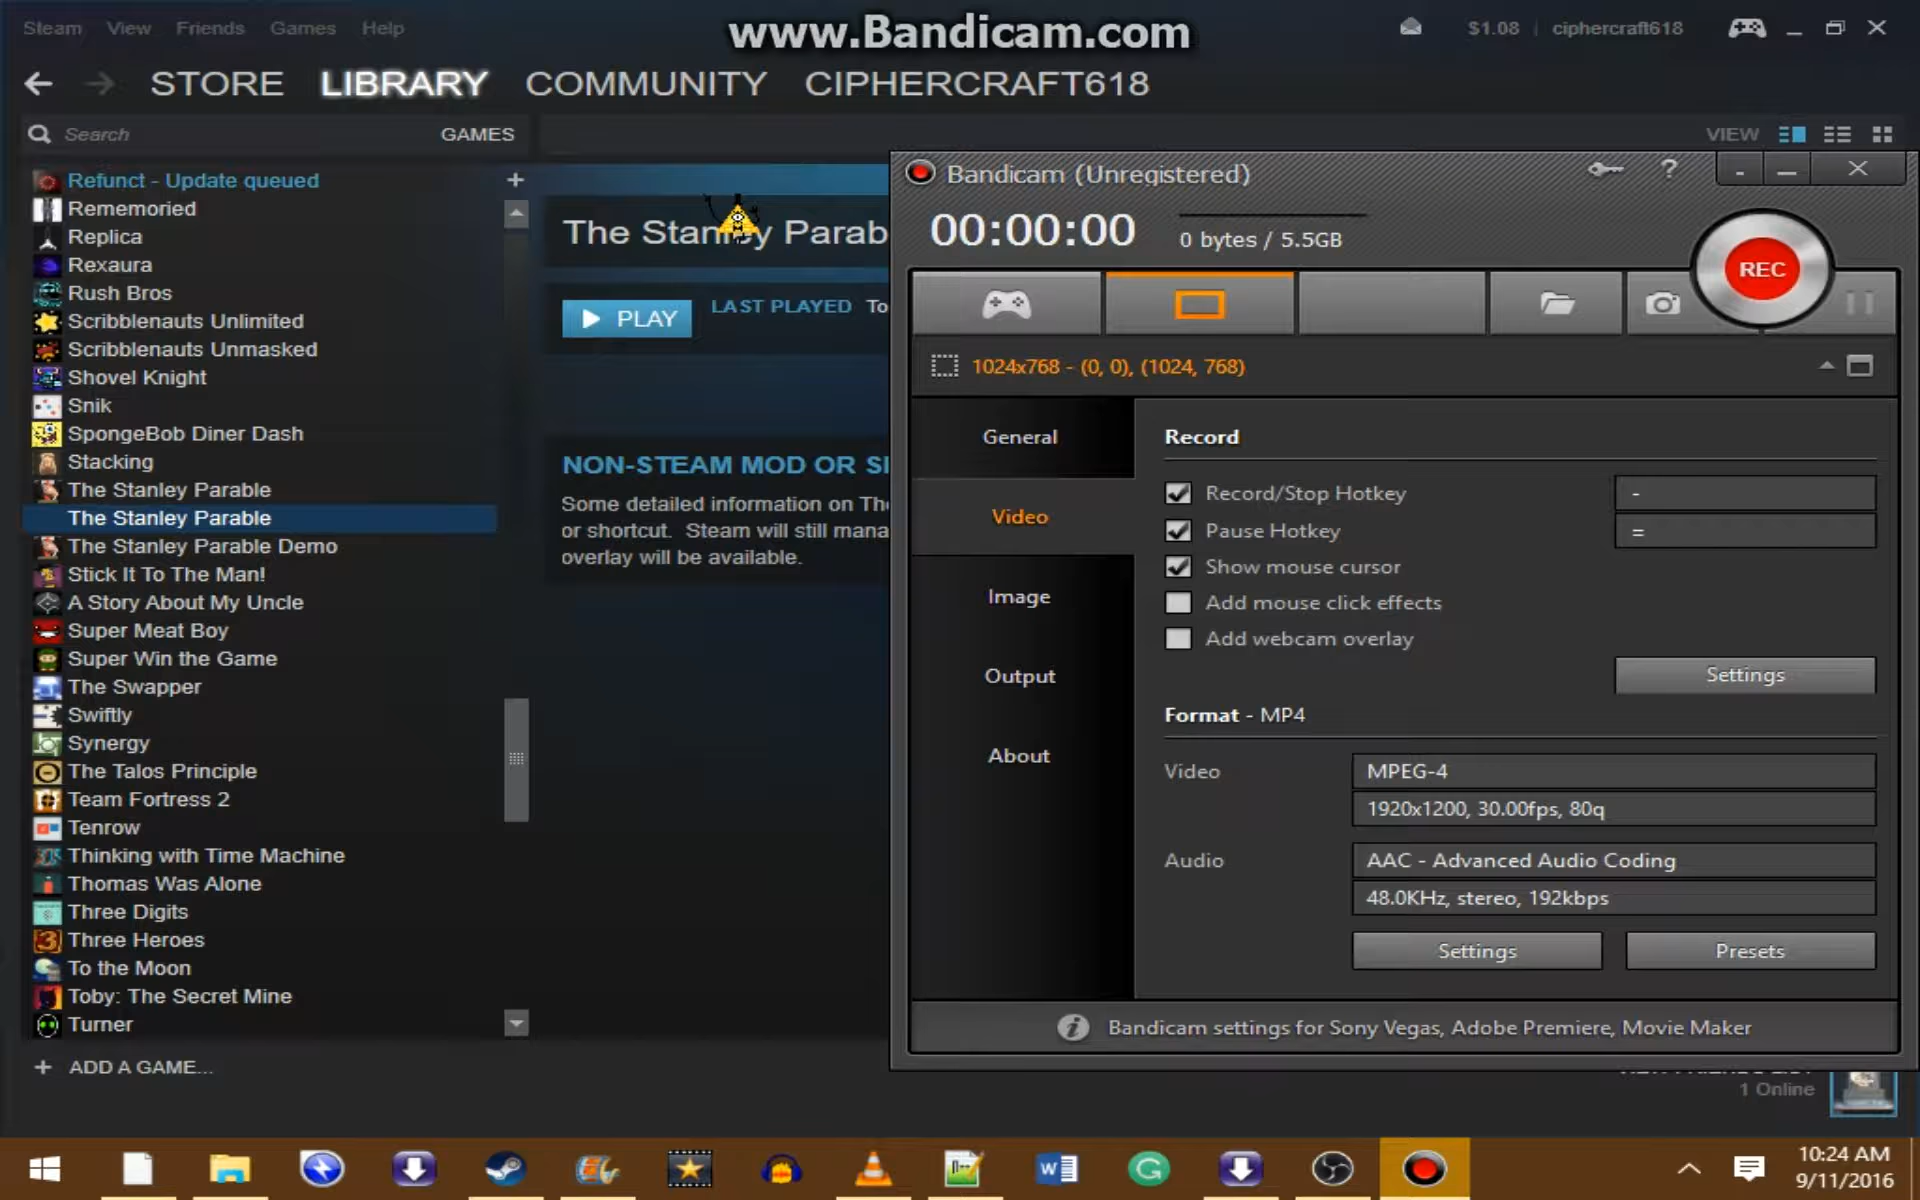 www.Bandicam.com
Steam View Friends Games Help
$1.08 ciphercraft618
STORE LIBRARY COMMUNITY CIPHERCRAFT618
Search GAMES
VIEW
Refunct - Update queued
Rememoried
Replica
Rexaura
Rush Bros
Scribblenauts Unlimited
Scribblenauts Unmasked
Shovel Knight
Snik
SpongeBob Diner Dash
Stacking
The Stanley Parable
The Stanley Parable
The Stanley Parable Demo
Stick It To The Man!
A Story About My Uncle
Super Meat Boy
Super Win the Game
The Swapper
Swiftly
Synergy
The Talos Principle
Team Fortress 2
Tenrow
Thinking with Time Machine
Thomas Was Alone
Three Digits
Three Heroes
To the Moon
Toby: The Secret Mine
Turner
+ ADD A GAME...
The Stanley Parab
PLAY
LAST PLAYED To
NON-STEAM MOD OR S
Some detailed information on Th
or shortcut. Steam will still mana
overlay will be available.
Bandicam (Unregistered)
00:00:00
0 bytes / 5.5GB
REC
1024x768 - (0, 0), (1024, 768)
General
Video
Image
Output
About
Record
Record/Stop Hotkey -
Pause Hotkey =
Show mouse cursor
Add mouse click effects
Add webcam overlay
Settings
Format - MP4
Video MPEG-4
1920x1200, 30.00fps, 80q
Audio AAC - Advanced Audio Coding
48.0KHz, stereo, 192kbps
Settings Presets
Bandicam settings for Sony Vegas, Adobe Premiere, Movie Maker
1 Online
10:24 AM
9/11/2016